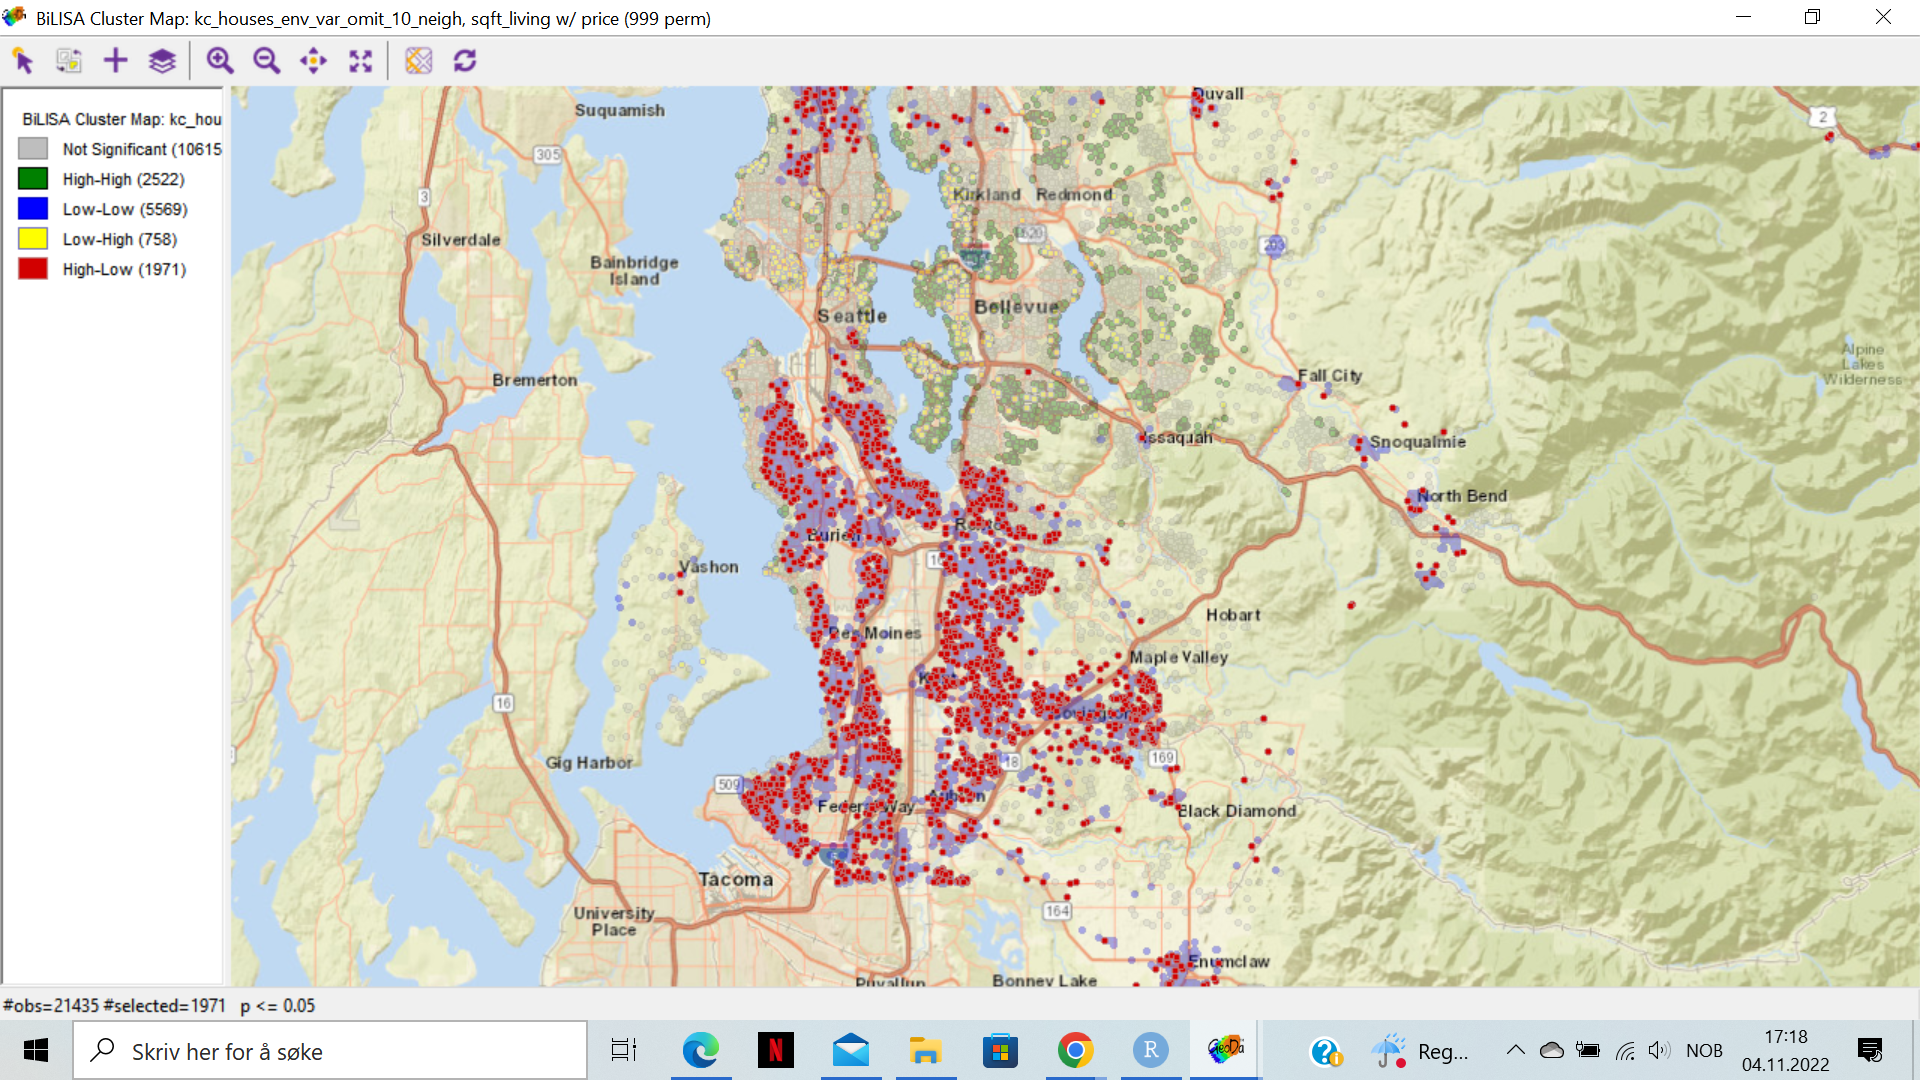 BiLISA Cluster Map: kc_houses_env_var_omit_10_neigh, sqft_living w/ price (999 perm)
BiLISA Cluster Map: kc_hou
Not Significant (10615
High-High (2522)
Low-Low (5569)
Low-High (758)
High-Low (1971)
Suquamish
Duvall
2
305
3
Kirkland
Redmond
520
Silverdale
203
Bainbridge
Island
Bellevue
Seattle
Alpine
Lakes
Wilderness
Bremerton
Fall City
Issaquah
Snoqualmie
North Bend
Burien
Vashon
Hobart
Des Moines
Maple Valley
16
Covington
169
18
Gig Harbor
509
Federal Way
Auburn
Black Diamond
5
Tacoma
164
University
Place
Enumclaw
Puyallup
Bonney Lake
#obs=21435 #selected=1971 p <= 0.05
Skriv her for å søke
N
R
GeoDa
Reg...
NOB
17:18
04.11.2022